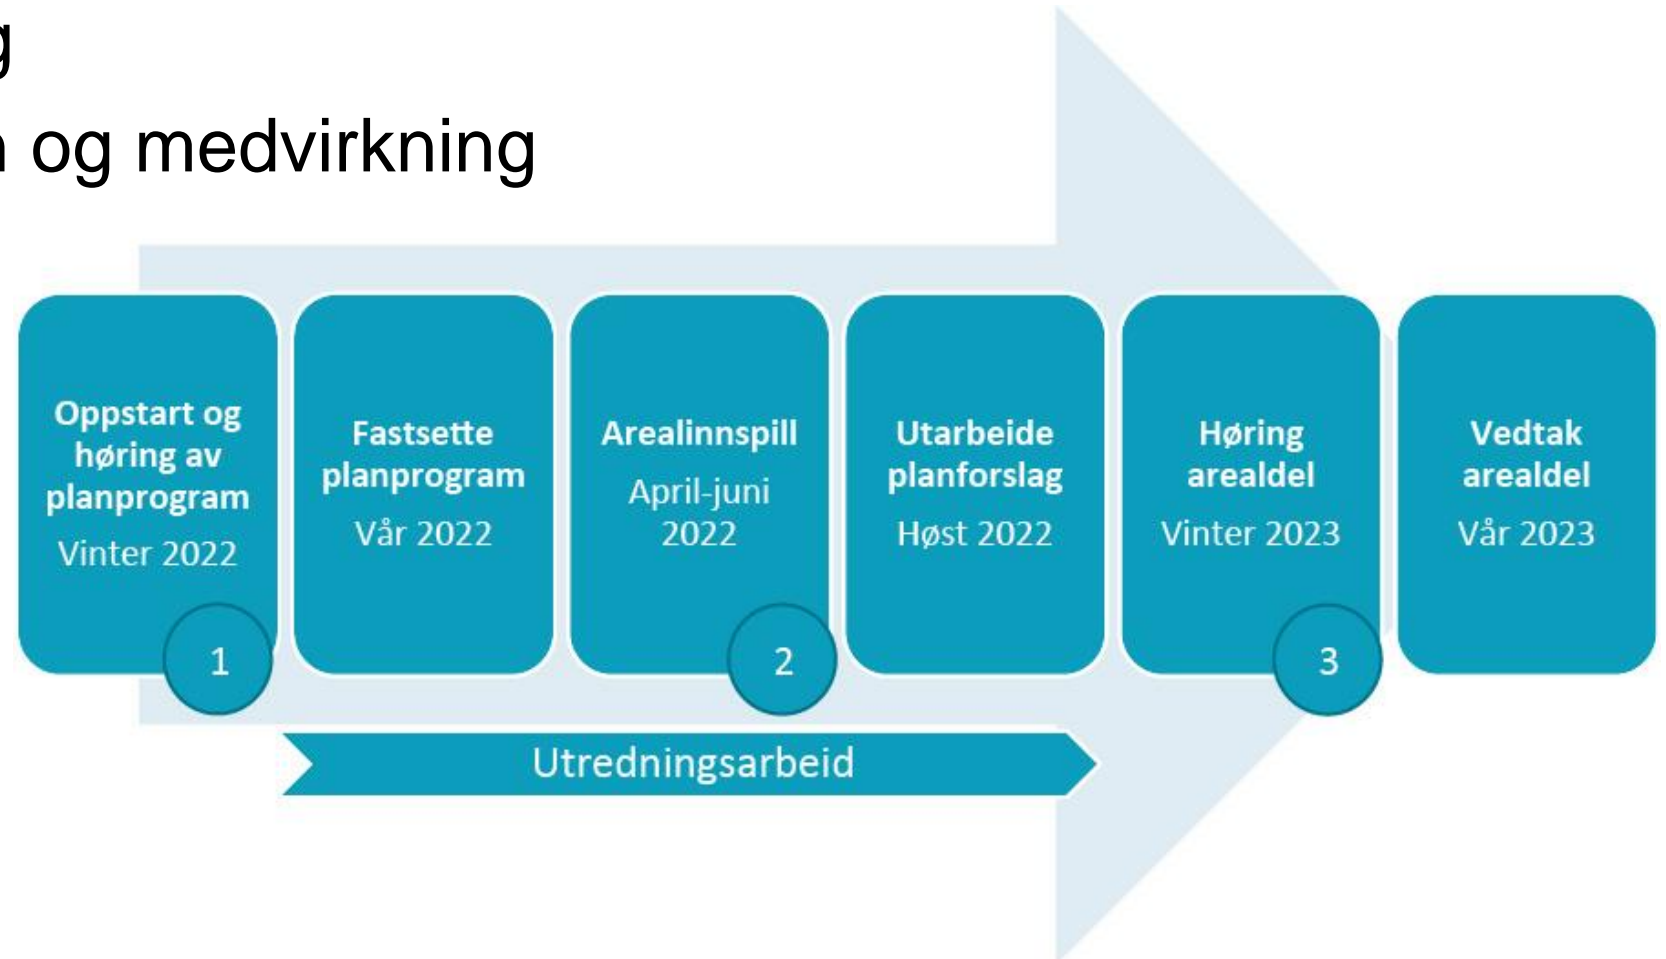 g
n og medvirkning
Oppstart og
høring av
planprogram
Vinter 2022
1
Fastsette
planprogram
Vår 2022
Arealinnspill
April-juni
2022
2
Utarbeide
planforslag
Høst 2022
Høring
arealdel
Vinter 2023
3
Vedtak
arealdel
Vår 2023
Utredningsarbeid